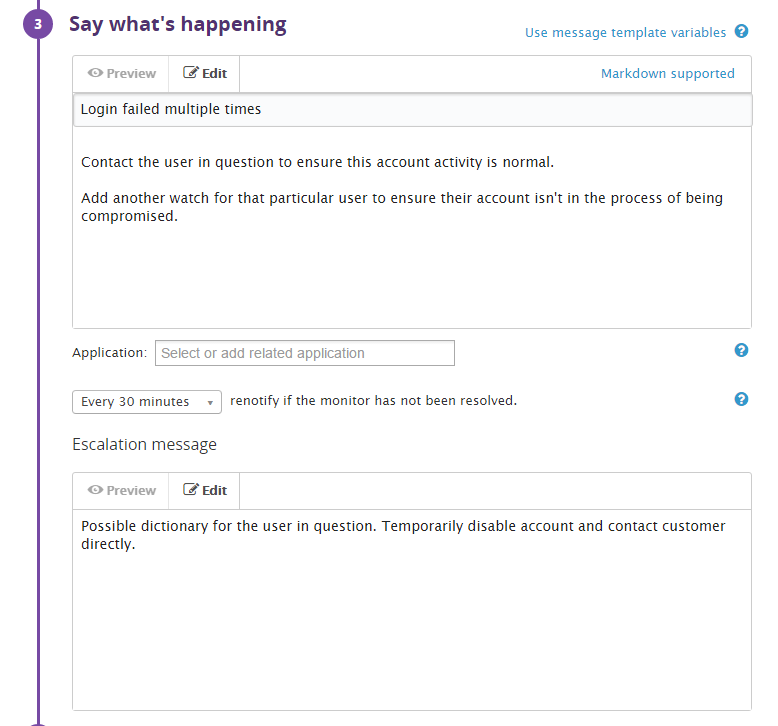 3
Say what's happening
Use message template variables ?
Preview Edit Markdown supported
Login failed multiple times
Contact the user in question to ensure this account activity is normal.
Add another watch for that particular user to ensure their account isn't in the process of being
compromised.
Application: Select or add related application ?
Every 30 minutes renotify if the monitor has not been resolved. ?
Escalation message
Preview Edit
Possible dictionary for the user in question. Temporarily disable account and contact customer
directly.